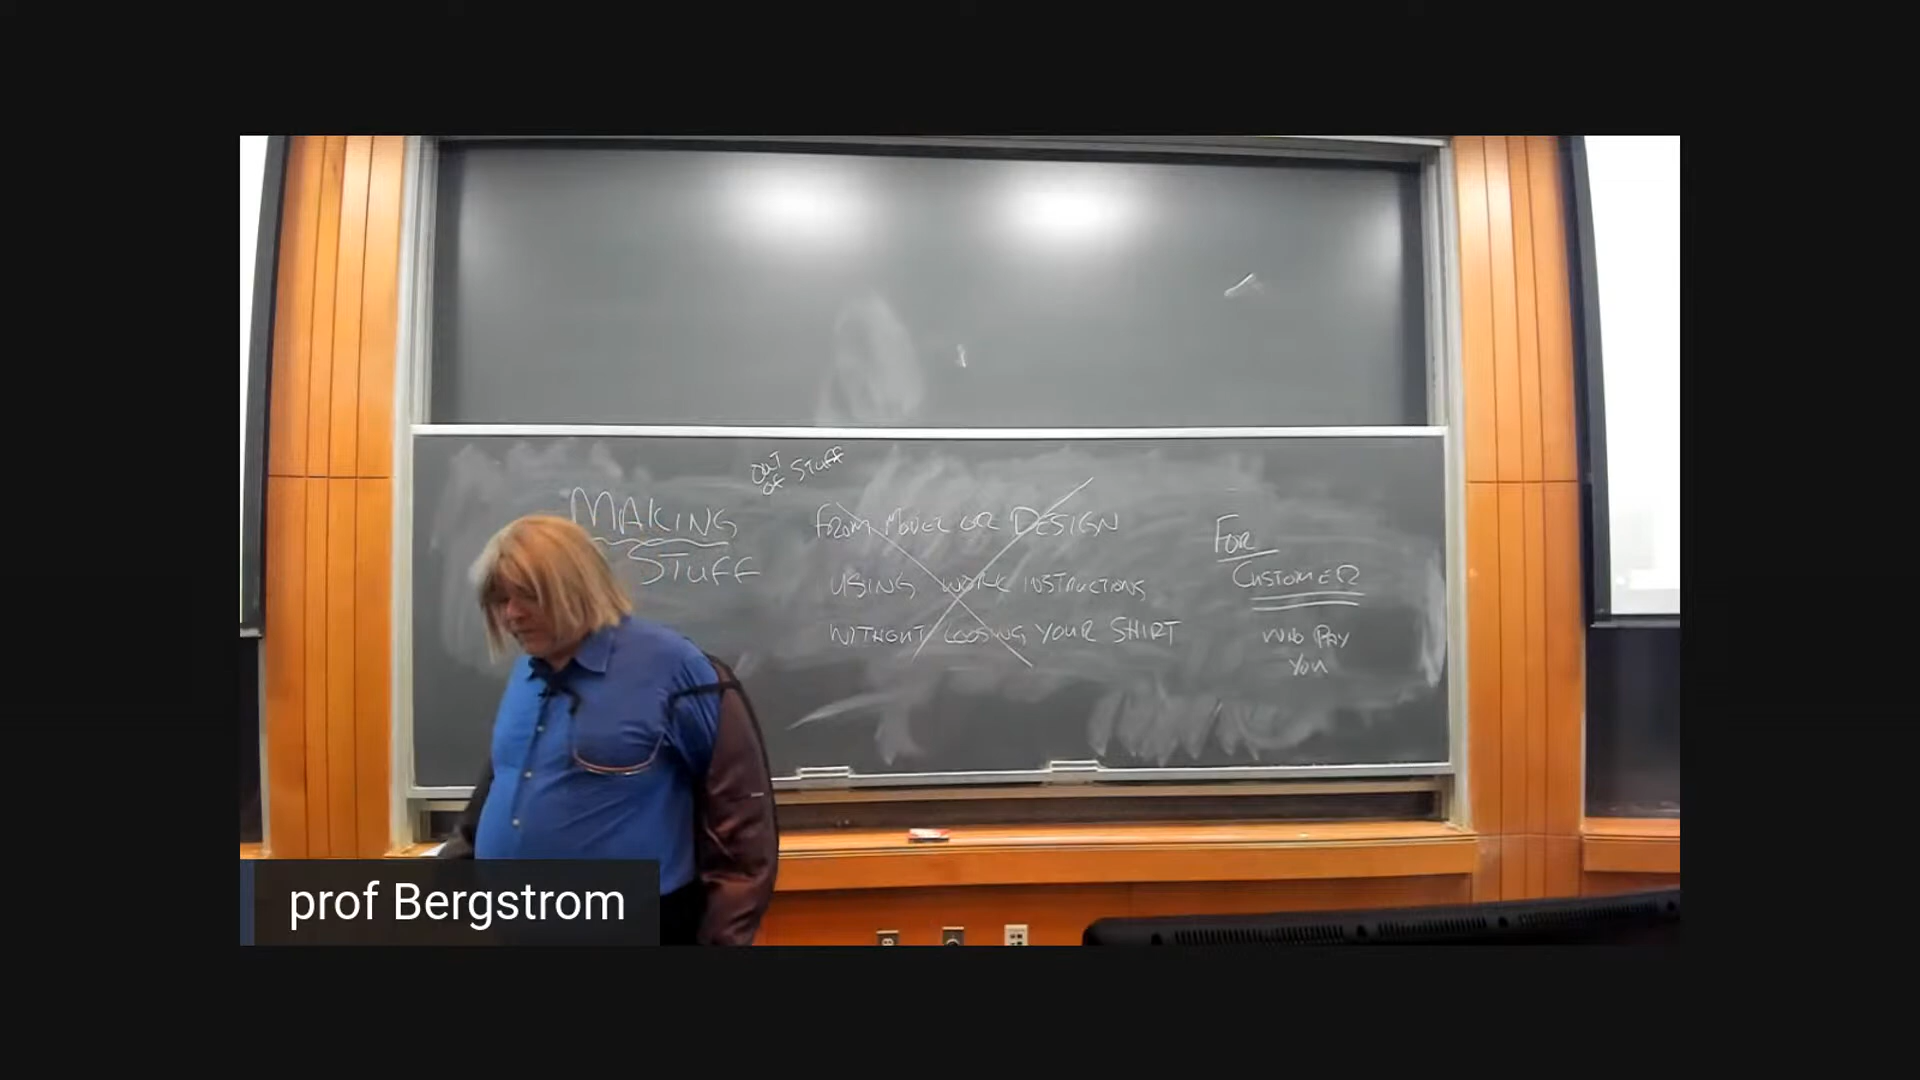 OUT STUFF
OF
MAKING
STUFF
FROM MODEL OR DESIGN
USING WORK INSTRUCTIONS
WITHOUT LOOSING YOUR SHIRT
FOR
CUSTOMER
WHO PAY
YOU
prof Bergstrom